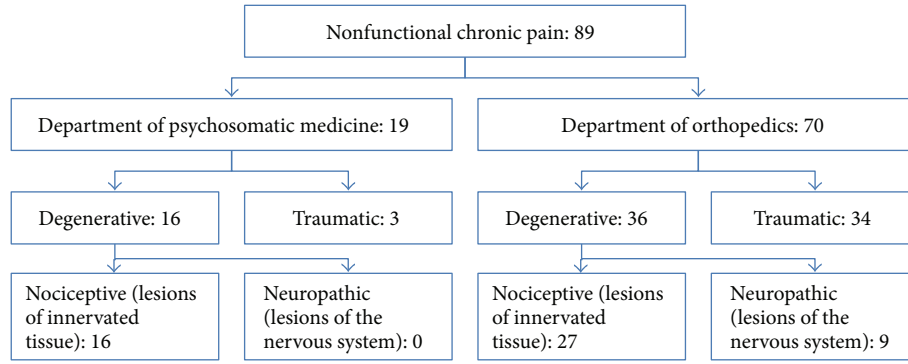 Nonfunctional chronic pain: 89
Department of psychosomatic medicine: 19
Department of orthopedics: 70
Degenerative: 16
Traumatic: 3
Degenerative: 36
Traumatic: 34
Nociceptive (lesions
of innervated
tissue): 16
Neuropathic
(lesions of the
nervous system): 0
Nociceptive (lesions
of innervated
tissue): 27
Neuropathic
(lesions of the
nervous system): 9